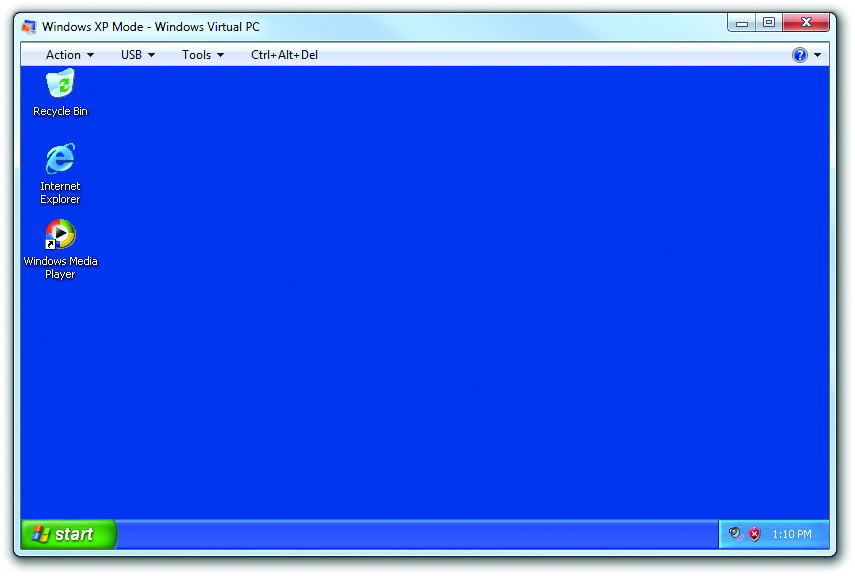 Windows XP Mode - Windows Virtual PC
Action USB Tools Ctrl+Alt+Del ?
Recycle Bin
Internet
Explorer
Windows Media
Player
start 1:10 PM